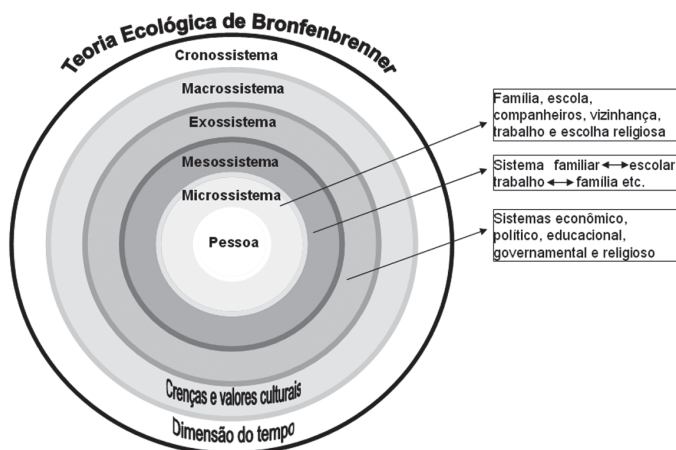 Teoria Ecológica de Bronfenbrenner
Cronossistema
Macrossistema
Exossistema
Mesossistema
Microssistema
Pessoa
Crenças e valores culturais
Dimensão do tempo
Família, escola,
companheiros, vizinhança,
trabalho e escolha religiosa
Sistema familiar ↔ escolar
trabalho ↔ família etc.
Sistemas econômico,
político, educacional,
governamental e religioso